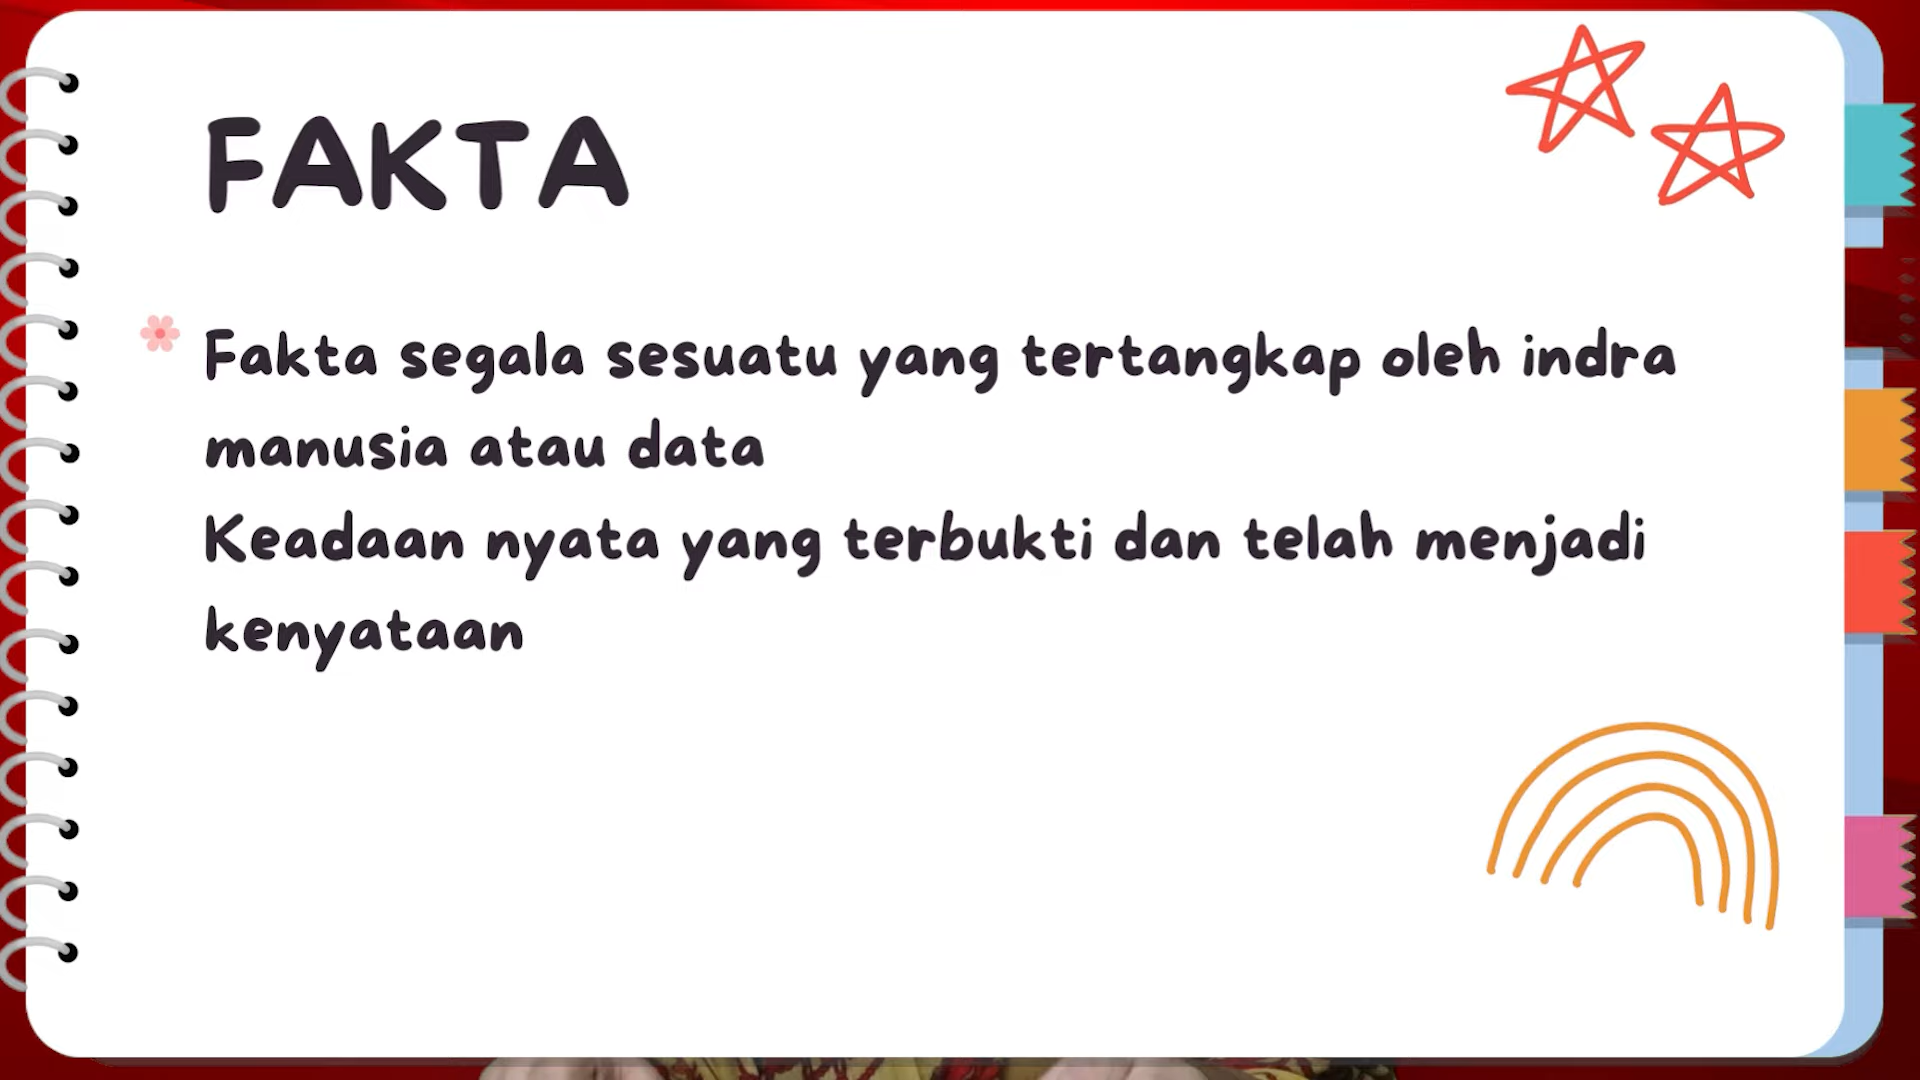 FAKTA
Fakta segala sesuatu yang tertangkap oleh indra
manusia atau data
Keadaan nyata yang terbukti dan telah menjadi
kenyataan